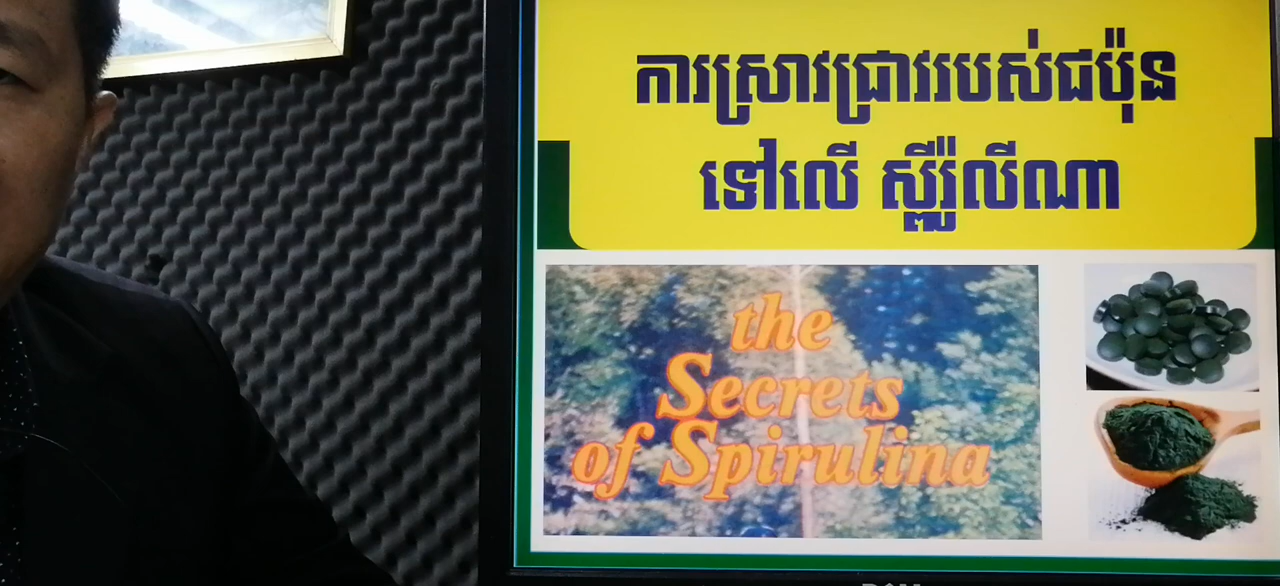 ការស្រាវជ្រាវរបស់ជប៉ុន
ទៅលើ ស្ពីរ៉ូលីណា
the
Secrets
of Spirulina